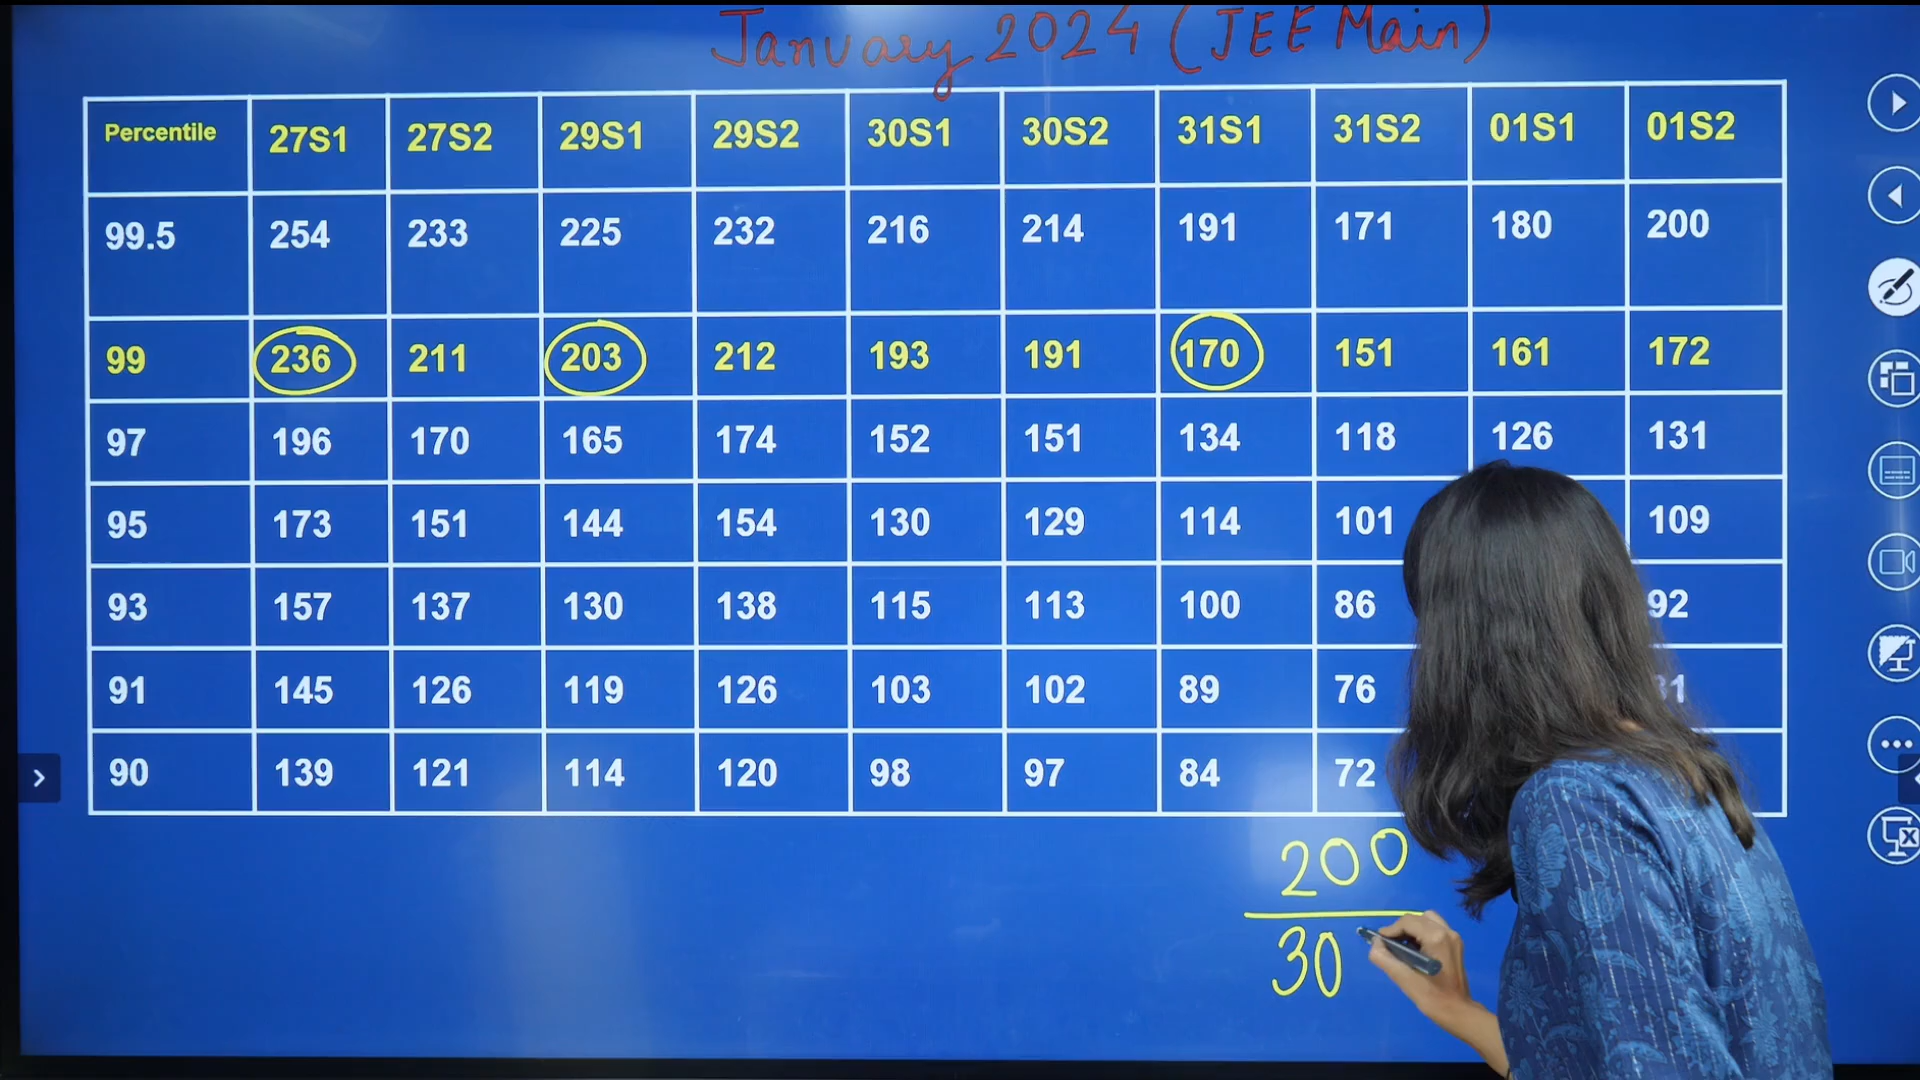 January 2024 (JEE Main)
Percentile 27S1 27S2 29S1 29S2 30S1 30S2 31S1 31S2 01S1 01S2
99.5 254 233 225 232 216 214 191 171 180 200
99 236 211 203 212 193 191 170 151 161 172
97 196 170 165 174 152 151 134 118 126 131
95 173 151 144 154 130 129 114 101 109
93 157 137 130 138 115 113 100 86 92
91 145 126 119 126 103 102 89 76
90 139 121 114 120 98 97 84 72
200
30